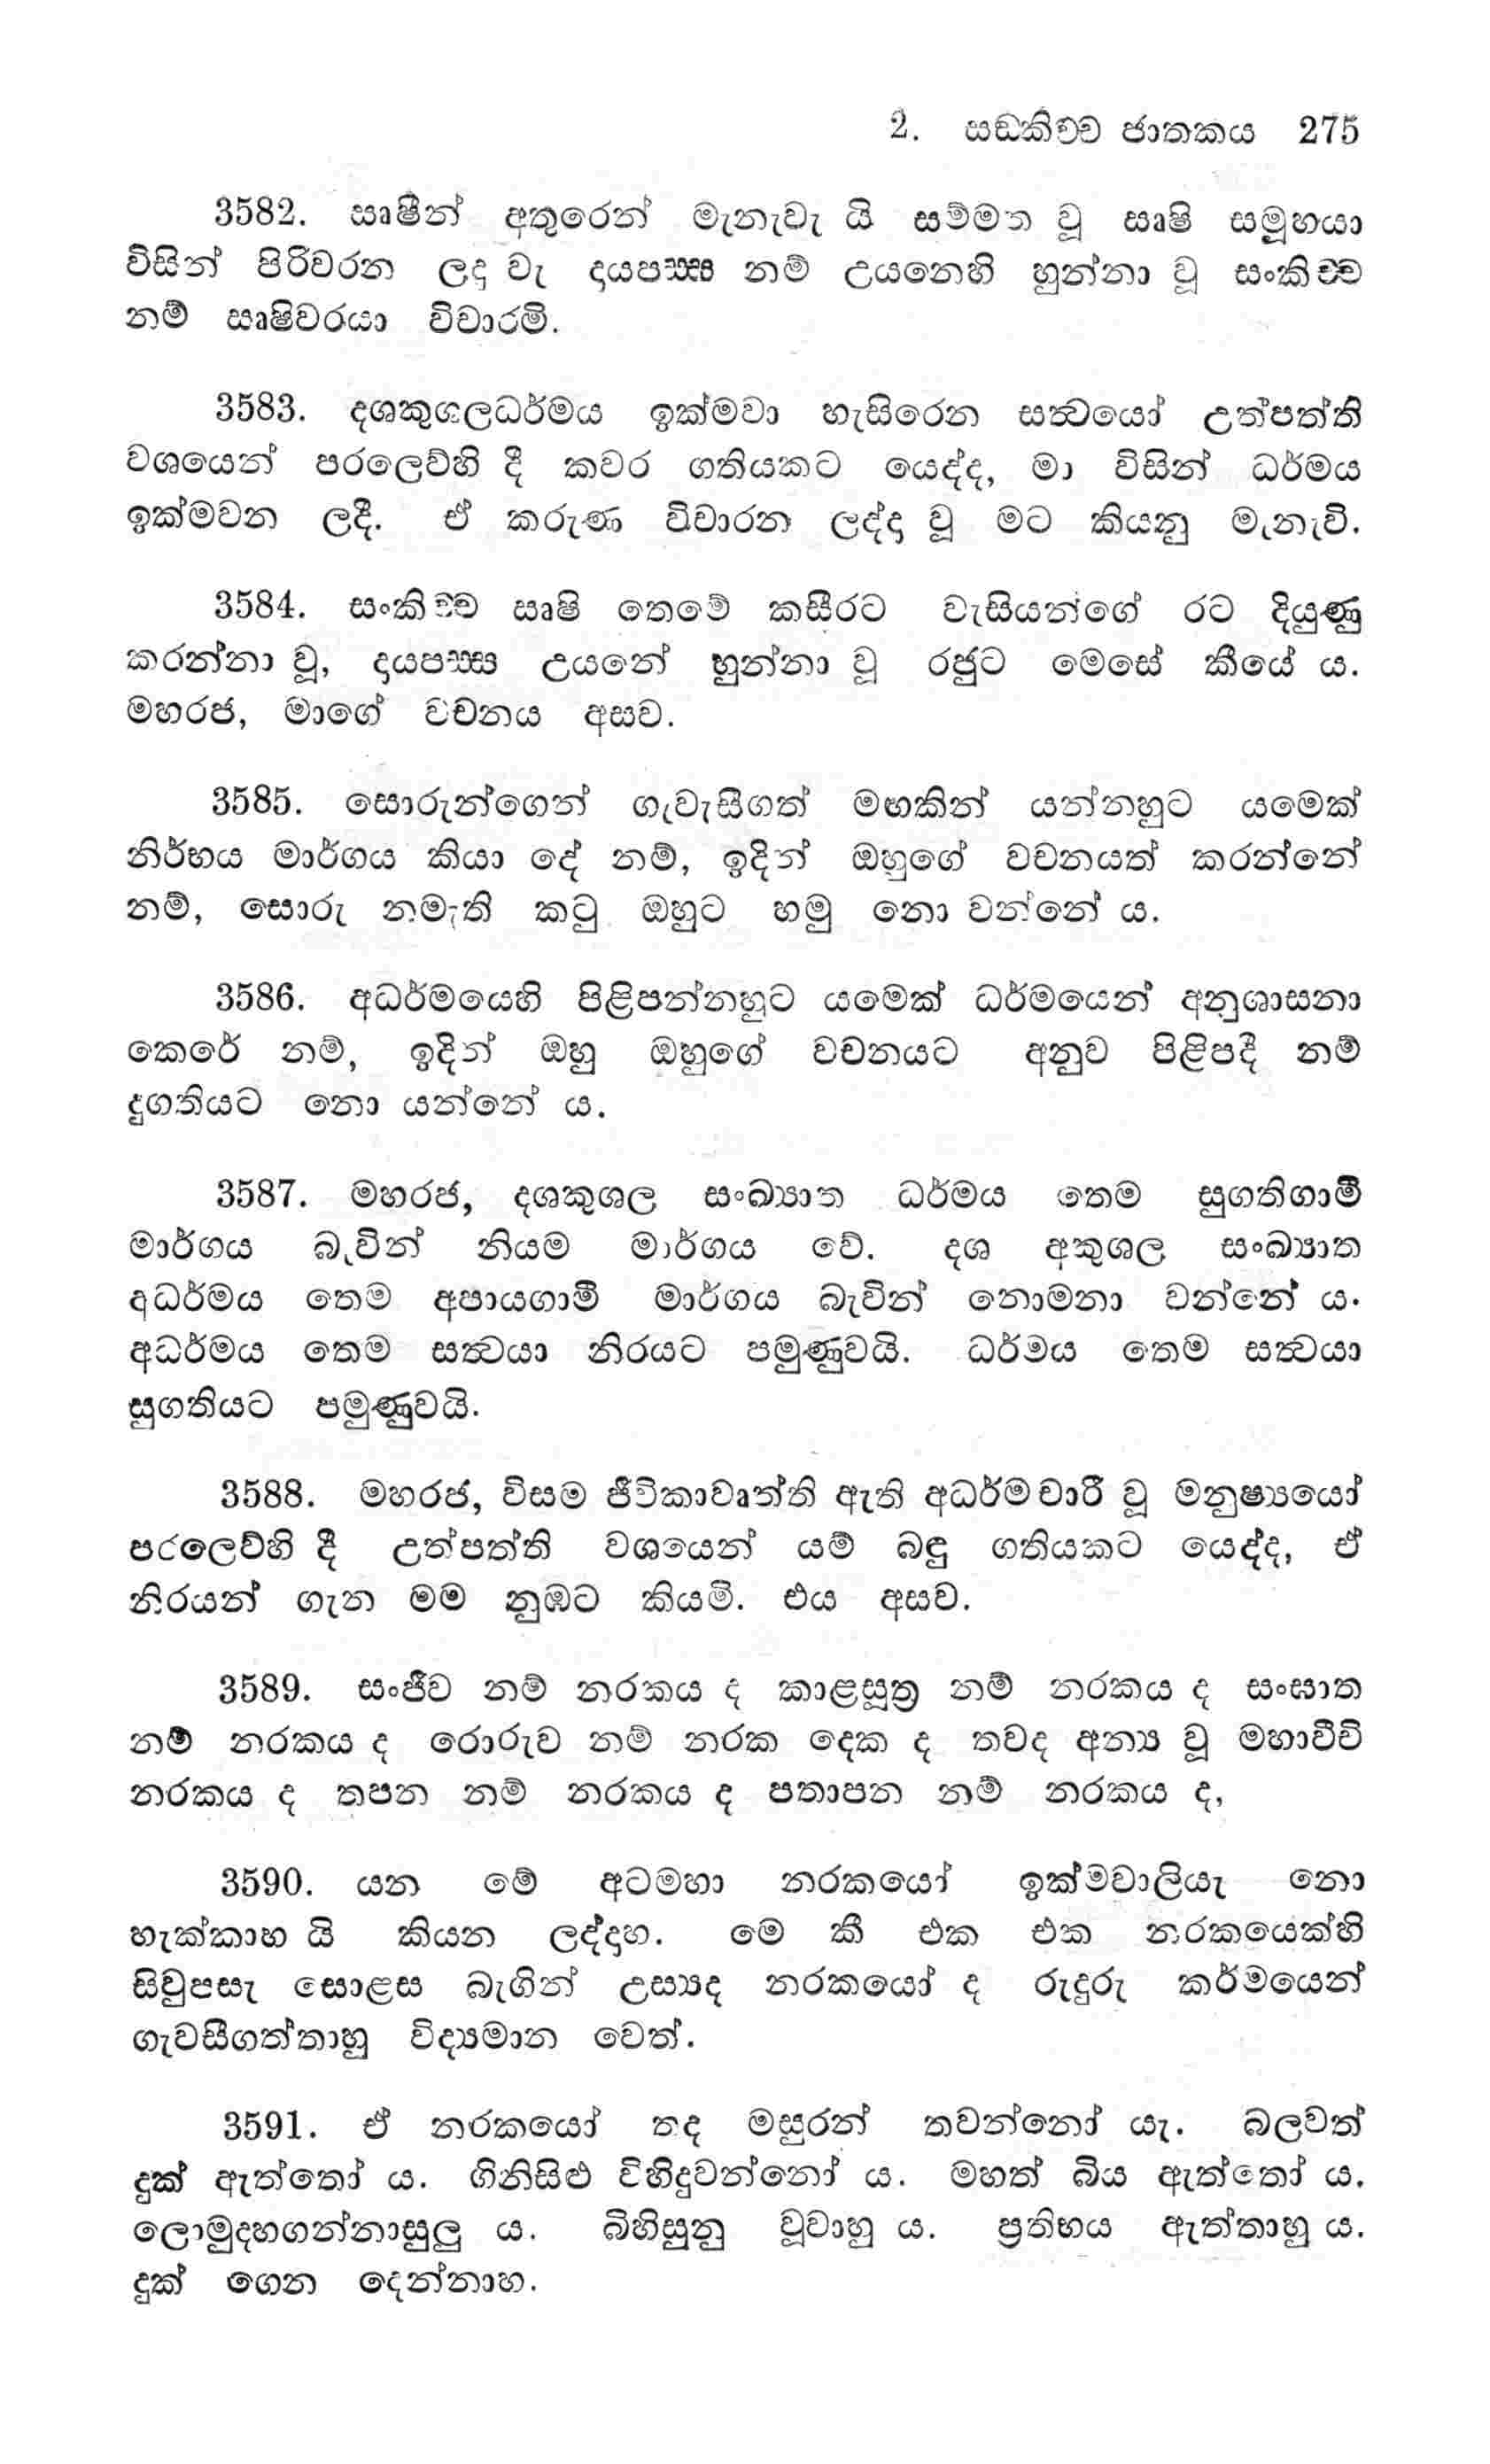 2. සඞ්කිච්ච ජාතකය 275
3582. සෘෂීන් අතුරෙන් මැනැවැ යි සම්මත වූ සෘෂි සමූහයා
විසින් පිරිවරන ලදු වැ දායපස්ස නම් උයනෙහි හුන්නා වූ සංකිච්ච
නම් සෘෂිවරයා විචාරමි.
3583. දශකුශලධර්මය ඉක්මවා හැසිරෙන සත්‍වයෝ උත්පත්ති
වශයෙන් පරලෙව්හි දී කවර ගතියකට යෙද්ද, මා විසින් ධර්මය
ඉක්මවන ලදී. ඒ කරුණ විචාරන ලද්දා වූ මට කියනු මැනැවි.
3584. සංකිච්ච සෘෂි තෙමේ කසීරට වැසියන්ගේ රට දියුණු
කරන්නා වූ, දායපස්ස උයනේ හුන්නා වූ රජුට මෙසේ කීයේ ය.
මහරජ, මාගේ වචනය අසව.
3585. සොරුන්ගෙන් ගැවැසීගත් මඟකින් යන්නහුට යමෙක්
නිර්භය මාර්ගය කියා දේ නම්, ඉදින් ඔහුගේ වචනයත් කරන්නේ
නම්, සොරු නමැති කටු ඔහුට හමු නො වන්නේ ය.
3586. අධර්මයෙහි පිළිපන්නහුට යමෙක් ධර්මයෙන් අනුශාසනා
කෙරේ නම්, ඉදින් ඔහු ඔහුගේ වචනයට අනුව පිළිපදී නම්
දුගතියට නො යන්නේ ය.
3587. මහරජ, දශකුශල සංඛ්‍යාත ධර්මය තෙම සුගතිගාමී
මාර්ගය බැවින් නියම මාර්ගය වේ. දශ අකුශල සංඛ්‍යාත
අධර්මය තෙම අපායගාමී මාර්ගය බැවින් නොමනා වන්නේ ය.
අධර්මය තෙම සත්‍වයා නිරයට පමුණුවයි. ධර්මය තෙම සත්‍වයා
සුගතියට පමුණුවයි.
3588. මහරජ, විසම ජීවිකාවෘත්ති ඇති අධර්මචාරී වූ මනුෂ්‍යයෝ
පරලෙව්හි දී උත්පත්ති වශයෙන් යම් බඳු ගතියකට යෙද්ද, ඒ
නිරයන් ගැන මම නුඹට කියමි. එය අසව.
3589. සංජීව නම් නරකය ද කාළසූත්‍ර නම් නරකය ද සංඝාත
නම් නරකය ද රොරුව නම් නරක දෙක ද තවද අන්‍ය වූ මහාවීචි
නරකය ද තපන නම් නරකය ද පතාපන නම් නරකය ද,
3590. යන මේ අටමහා නරකයෝ ඉක්මවාලියැ නො
හැක්කාහ යි කියන ලද්දාහ. මෙ කී එක එක නරකයෙක්හි
සිවුපසැ සොළස බැගින් උස්‍යද නරකයෝ ද රුදුරු කර්මයෙන්
ගැවසීගත්තාහු විද්‍යමාන වෙත්.
3591. ඒ නරකයෝ තද මසුරන් තවන්නෝ යැ. බලවත්
දුක් ඇත්තෝ ය. ගිනිසිළු විහිදුවන්නෝ ය. මහත් බිය ඇත්තෝ ය.
ලොමුදහගන්නාසුලු ය. බිහිසුනු වූවාහු ය. ප්‍රතිභය ඇත්තාහු ය.
දුක් ගෙන දෙන්නාහ.